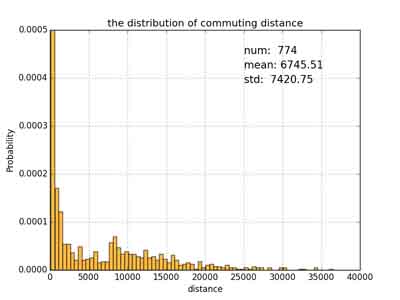 the distribution of commuting distance
num: 774
mean: 6745.51
std: 7420.75
Probability
0.0005
0.0004
0.0003
0.0002
0.0001
0.0000
0 5000 10000 15000 20000 25000 30000 35000 40000
distance